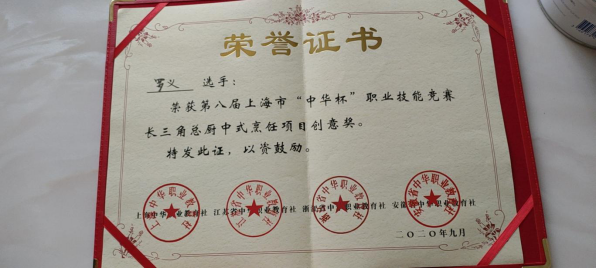 荣誉证书
罗义 选手：
荣获第八届上海市“中华杯”职业技能竞赛
长三角总厨中式烹饪项目创意奖。
特发此证，以资鼓励。
上海中华职业教育社 江苏省中华职业教育社 浙江省中华职业教育社 安徽省中华职业教育社
二〇二〇年九月